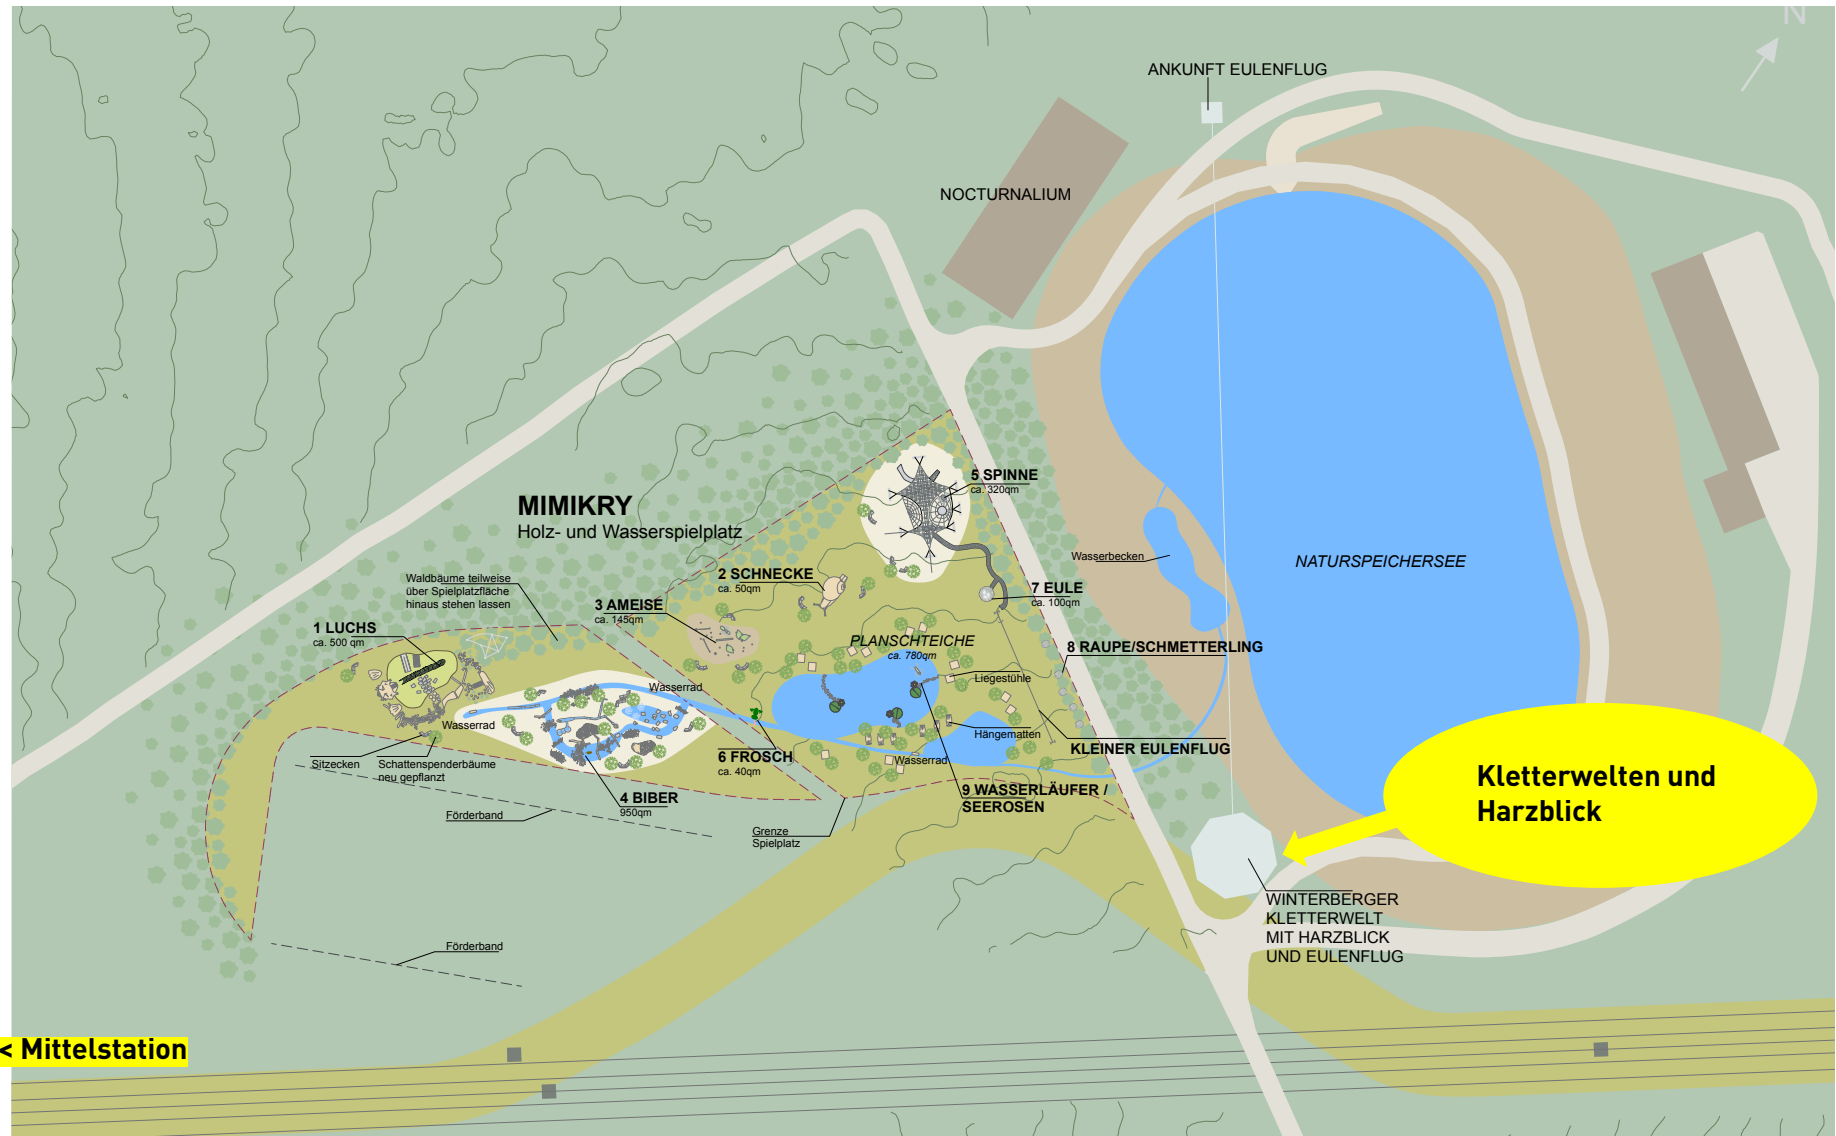 N
ANKUNFT EULENFLUG
NOCTURNALIUM
5 SPINNE
ca. 320qm
MIMIKRY
Holz- und Wasserspielplatz
Wasserbecken
NATURSPEICHERSEE
Waldbäume teilweise
über Spielplatzfläche
hinaus stehen lassen
2 SCHNECKE
ca. 50qm
7 EULE
ca. 100qm
3 AMEISE
ca. 145qm
1 LUCHS
ca. 500 qm
PLANSCHTEICHE
ca. 780qm
8 RAUPE/SCHMETTERLING
Liegestühle
Wasserrad
Wasserrad
Hängematten
KLEINER EULENFLUG
6 FROSCH
ca. 40qm
Wasserrad
Sitzecken
Schattenspenderbäume
neu gepflanzt
9 WASSERLÄUFER /
SEEROSEN
4 BIBER
950qm
Förderband
Grenze
Spielplatz
Kletterwelten und
Harzblick
WINTERBERGER
KLETTERWELT
MIT HARZBLICK
UND EULENFLUG
Förderband
< Mittelstation